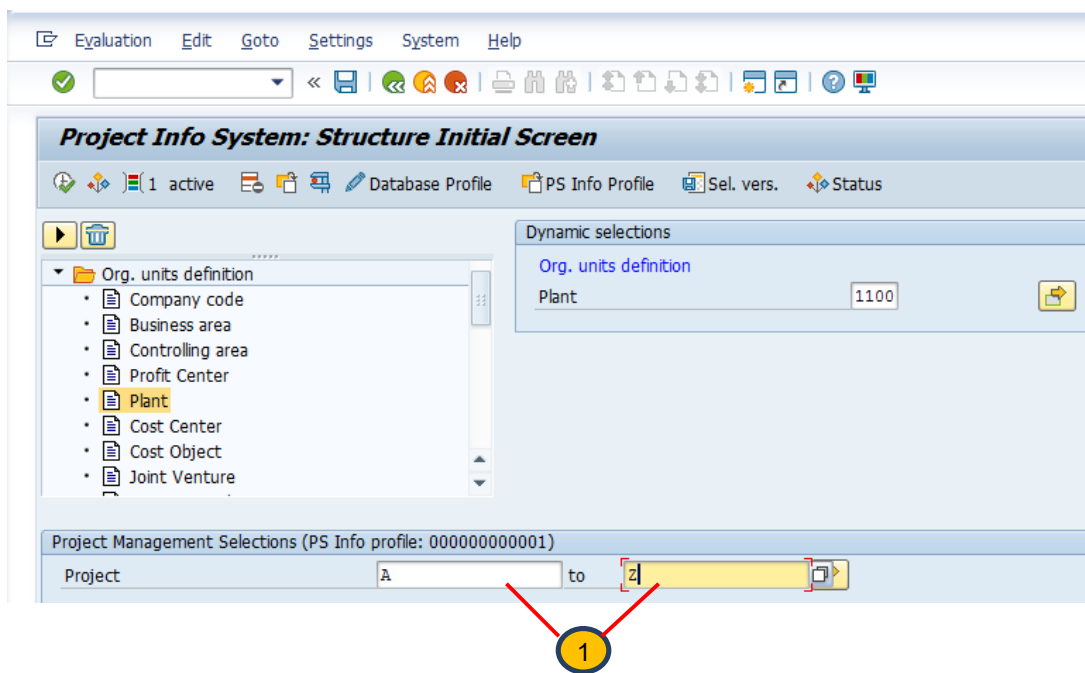 Evaluation Edit Goto Settings System Help
«
Project Info System: Structure Initial Screen
1 active Database Profile PS Info Profile Sel. vers. Status
Dynamic selections
Org. units definition
Plant 1100
Org. units definition
Company code
Business area
Controlling area
Profit Center
Plant
Cost Center
Cost Object
Joint Venture
Project Management Selections (PS Info profile: 000000000001)
Project A to Z
1